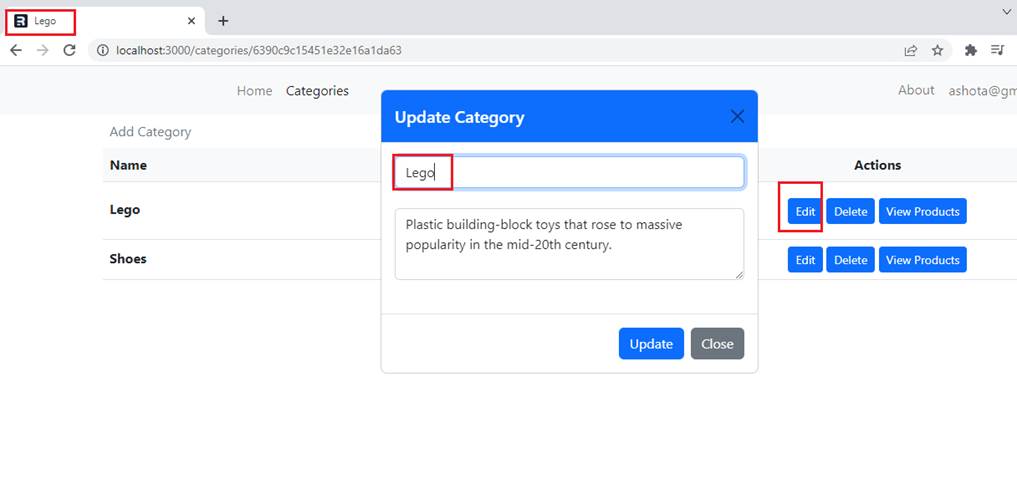 Lego
localhost:3000/categories/6390c9c15451e32e16a1da63
Home Categories About ashota@gm
Add Category
Update Category
Name Actions
Lego
Lego Edit Delete View Products
Plastic building-block toys that rose to massive
popularity in the mid-20th century.
Shoes Edit Delete View Products
Update Close